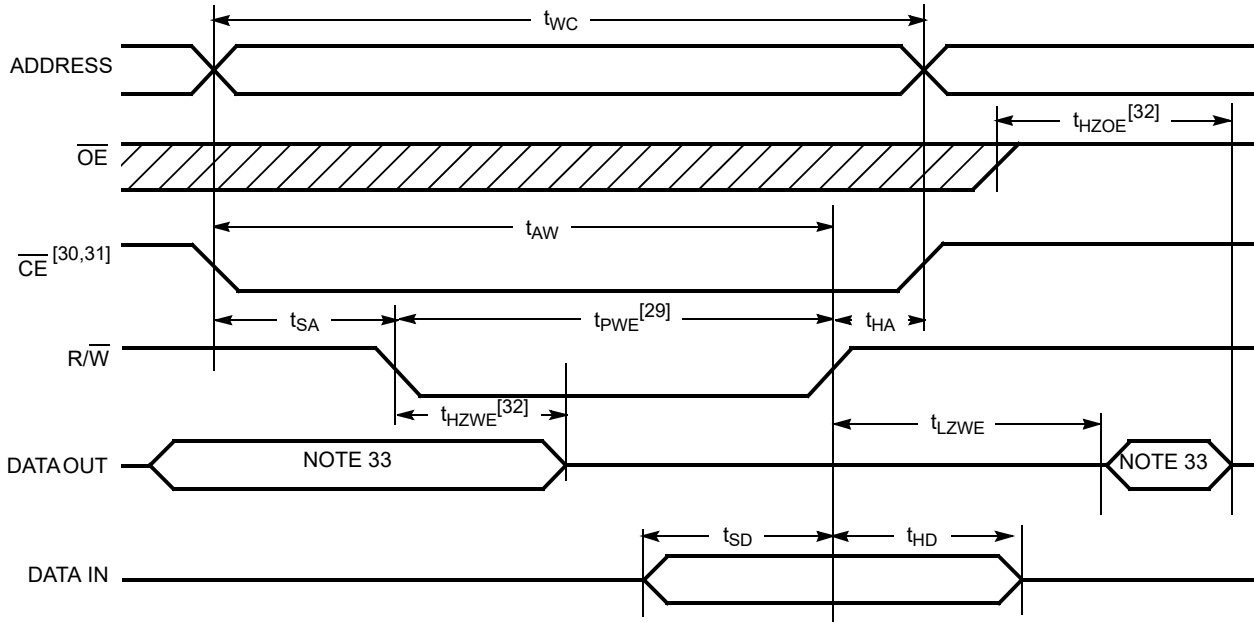 tWC
ADDRESS
tHZOE[32]
OE
tAW
CE[30,31]
tSA
tPWE[29]
tHA
R/W
tHZWE[32]
tLZWE
DATA OUT
NOTE 33
NOTE 33
tSD
tHD
DATA IN